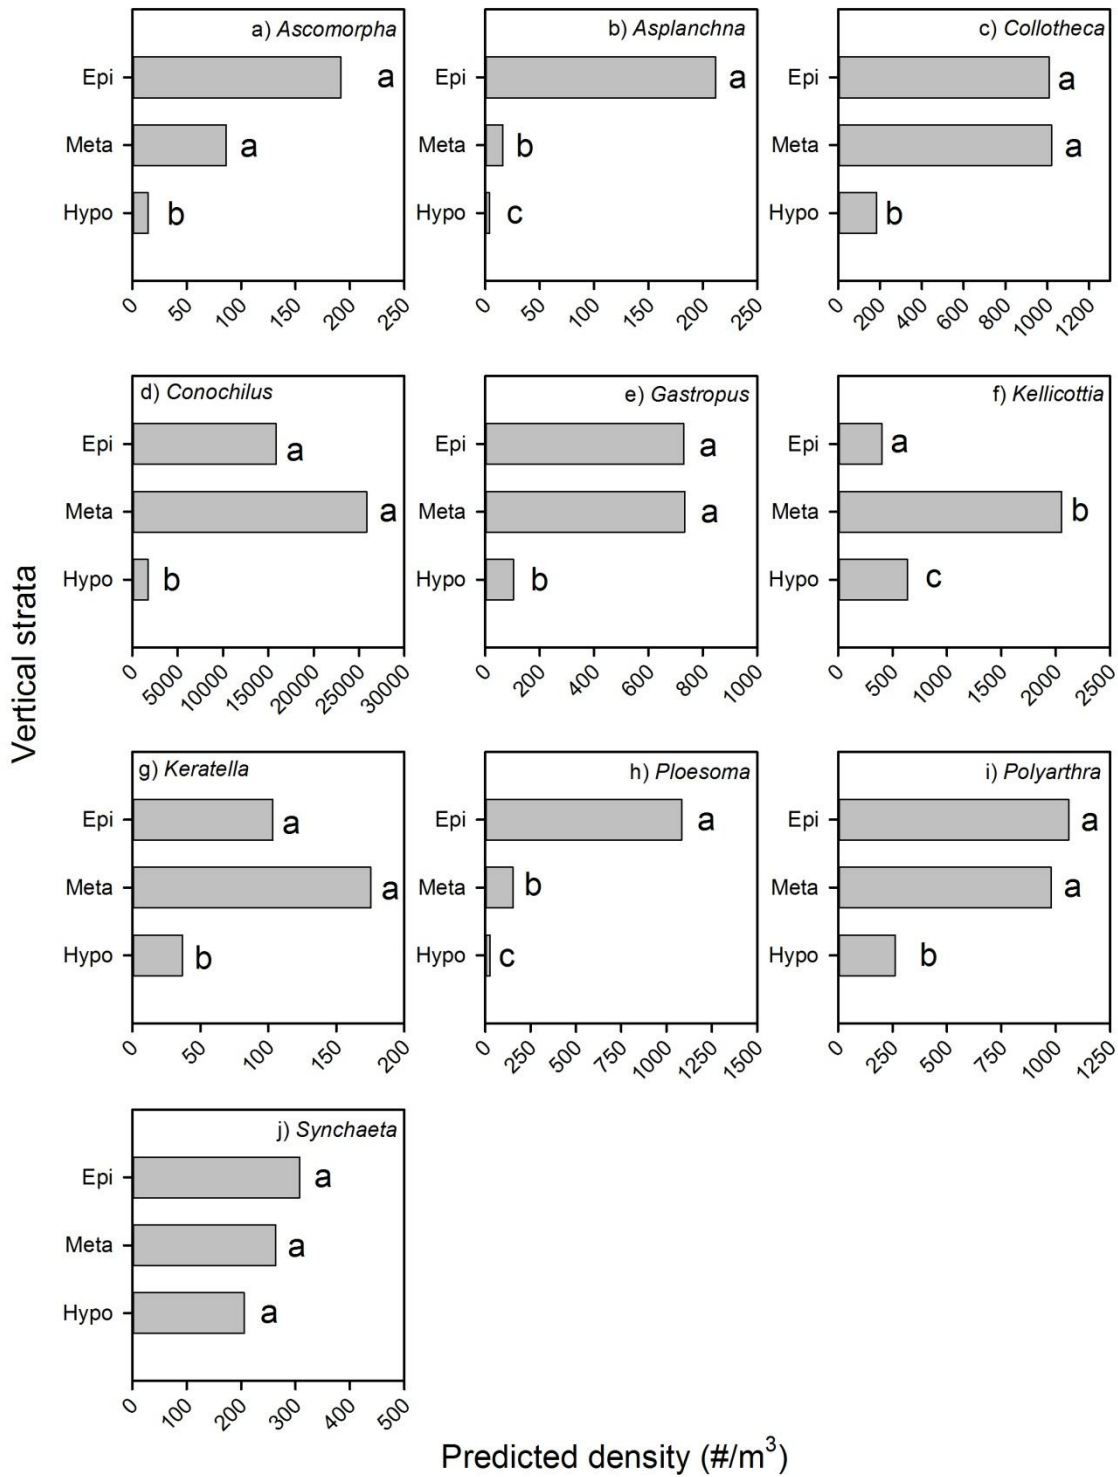 Vertical strata
a) Ascomorpha
Epi a
Meta a
Hypo b
0 50 100 150 200 250
b) Asplanchna
Epi a
Meta b
Hypo c
0 50 100 150 200 250
c) Collotheca
Epi a
Meta a
Hypo b
0 200 400 600 800 1000 1200
d) Conochilus
Epi a
Meta a
Hypo b
0 5000 10000 15000 20000 25000 30000
e) Gastropus
Epi a
Meta a
Hypo b
0 200 400 600 800 1000
f) Kellicottia
Epi a
Meta b
Hypo c
0 500 1000 1500 2000 2500
g) Keratella
Epi a
Meta a
Hypo b
0 50 100 150 200
h) Ploesoma
Epi a
Meta b
Hypo c
0 250 500 750 1000 1250 1500
i) Polyarthra
Epi a
Meta a
Hypo b
0 250 500 750 1000 1250
j) Synchaeta
Epi a
Meta a
Hypo a
0 100 200 300 400 500
Predicted density (#/m³)